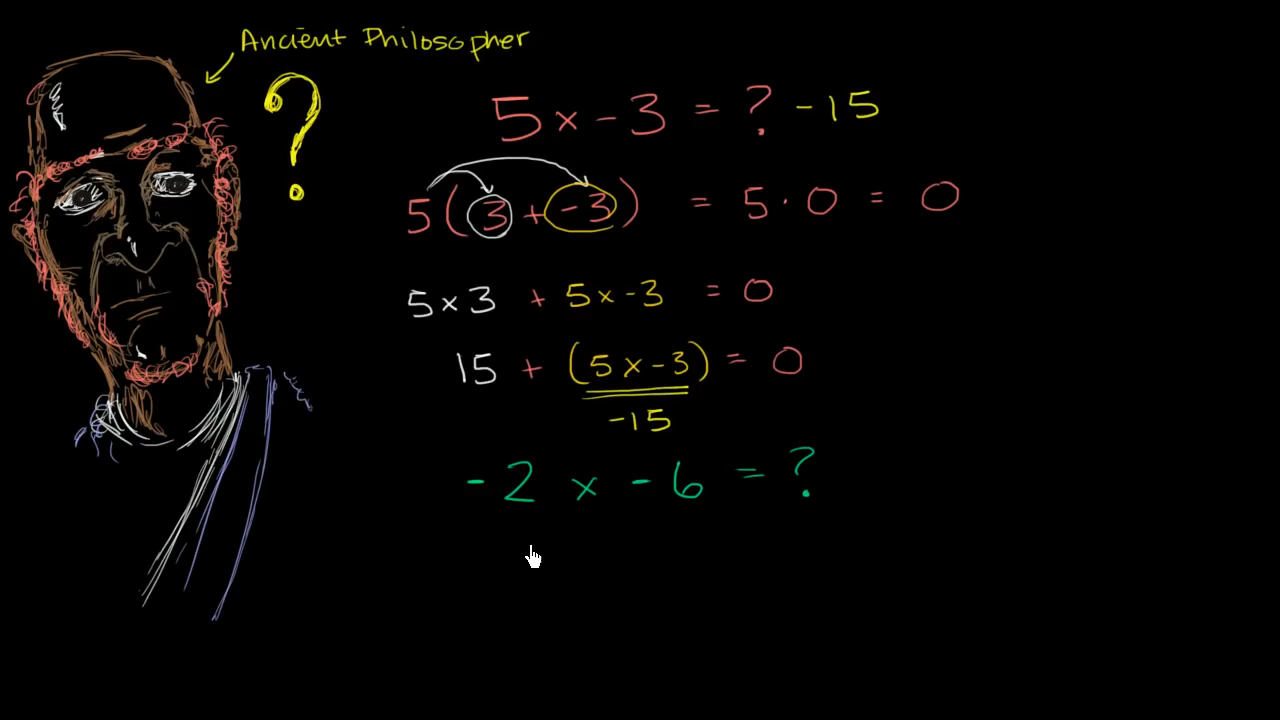 Ancient Philosopher
?
5 x -3 = ? -15
5(3 + -3) = 5 · 0 = 0
5 x 3 + 5 x -3 = 0
15 + (5 x -3) = 0
-15
-2 x -6 = ?